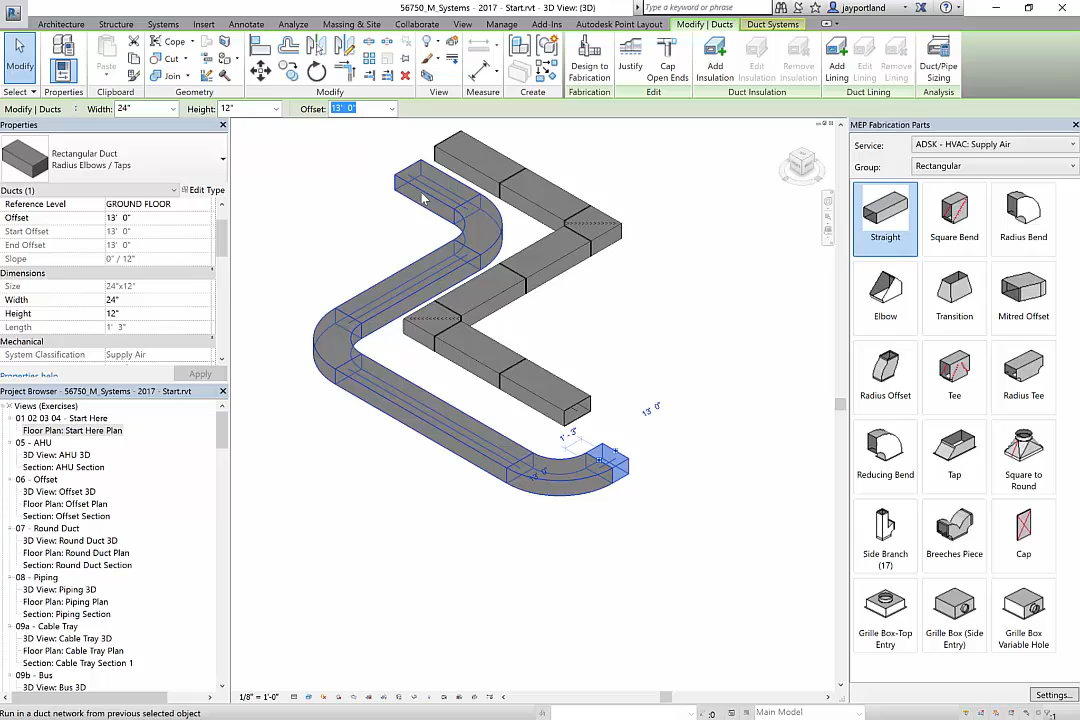 56750_M_Systems - 2017 - Start.rvt - 3D View: {3D}
Type a keyword or phrase
jayportland
Architecture Structure Systems Insert Annotate Analyze Massing & Site Collaborate View Manage Add-Ins Autodesk Point Layout Modify | Ducts Duct Systems
Modify
Paste
Cope
Cut
Join
Design to Fabrication
Justify
Cap Open Ends
Add Insulation
Edit Insulation
Remove Insulation
Add Lining
Edit Lining
Remove Lining
Duct/Pipe Sizing
Select Properties Clipboard Geometry Modify View Measure Create Fabrication Edit Duct Insulation Duct Lining Analysis
Modify | Ducts Width: 24" Height: 12" Offset: 13' 0"
Properties
Rectangular Duct
Radius Elbows / Taps
Ducts (1) Edit Type
Reference Level GROUND FLOOR
Offset 13' 0"
Start Offset 13' 0"
End Offset 13' 0"
Slope 0" / 12"
Dimensions
Size 24"x12"
Width 24"
Height 12"
Length 1' 3"
Mechanical
System Classification Supply Air
Properties help Apply
Project Browser - 56750_M_Systems - 2017 - Start.rvt
Views (Exercises)
01 02 03 04 - Start Here
Floor Plan: Start Here Plan
05 - AHU
3D View: AHU 3D
Section: AHU Section
06 - Offset
3D View: Offset 3D
Floor Plan: Offset Plan
Section: Offset Section
07 - Round Duct
3D View: Round Duct 3D
Floor Plan: Round Duct Plan
Section: Round Duct Section
08 - Piping
3D View: Piping 3D
Floor Plan: Piping Plan
Section: Piping Section
09a - Cable Tray
3D View: Cable Tray 3D
Floor Plan: Cable Tray Plan
Section: Cable Tray Section 1
09b - Bus
3D View: Bus 3D
13' 0"
1' - 3"
13' 0"
1/8" = 1'-0"
MEP Fabrication Parts
Service: ADSK - HVAC: Supply Air
Group: Rectangular
Straight
Square Bend
Radius Bend
Elbow
Transition
Mitred Offset
Radius Offset
Tee
Radius Tee
Reducing Bend
Tap
Square to Round
Side Branch (17)
Breeches Piece
Cap
Grille Box-Top Entry
Grille Box (Side Entry)
Grille Box Variable Hole
Settings...
Run in a duct network from previous selected object
:0
Main Model
:1